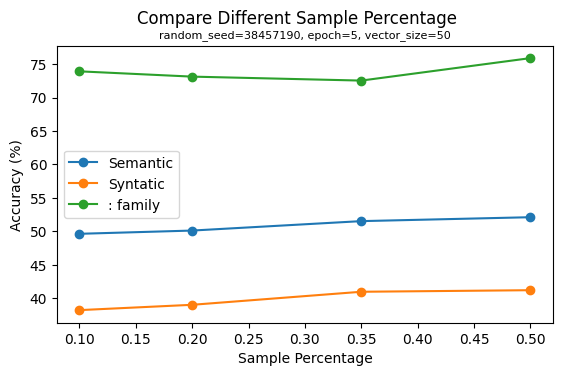 Compare Different Sample Percentage
random_seed=38457190, epoch=5, vector_size=50
Accuracy (%)
75
70
65
60
55
50
45
40
Semantic
Syntatic
: family
0.10 0.15 0.20 0.25 0.30 0.35 0.40 0.45 0.50
Sample Percentage